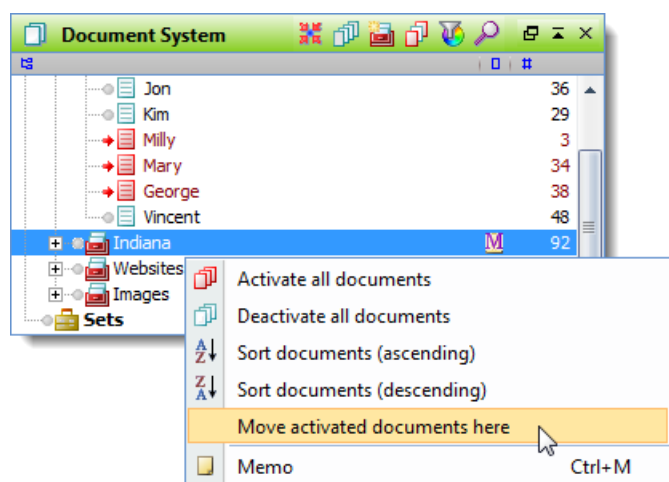 Document System
#
Jon 36
Kim 29
Milly 3
Mary 34
George 38
Vincent 48
Indiana M 92
Websites
Images
Sets
Activate all documents
Deactivate all documents
A Z Sort documents (ascending)
Z A Sort documents (descending)
Move activated documents here
Memo Ctrl+M